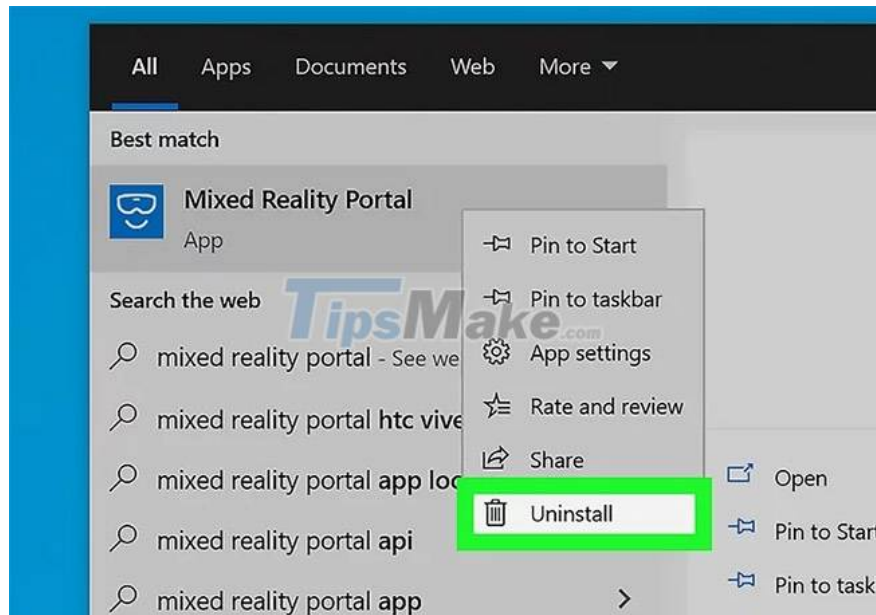 All Apps Documents Web More
Best match
Mixed Reality Portal
App
Pin to Start
Search the web
Pin to taskbar
TipsMake.com
mixed reality portal - See we
App settings
mixed reality portal htc vive
Rate and review
mixed reality portal app loc
Share
Open
Uninstall
mixed reality portal api
Pin to Start
mixed reality portal app
Pin to task